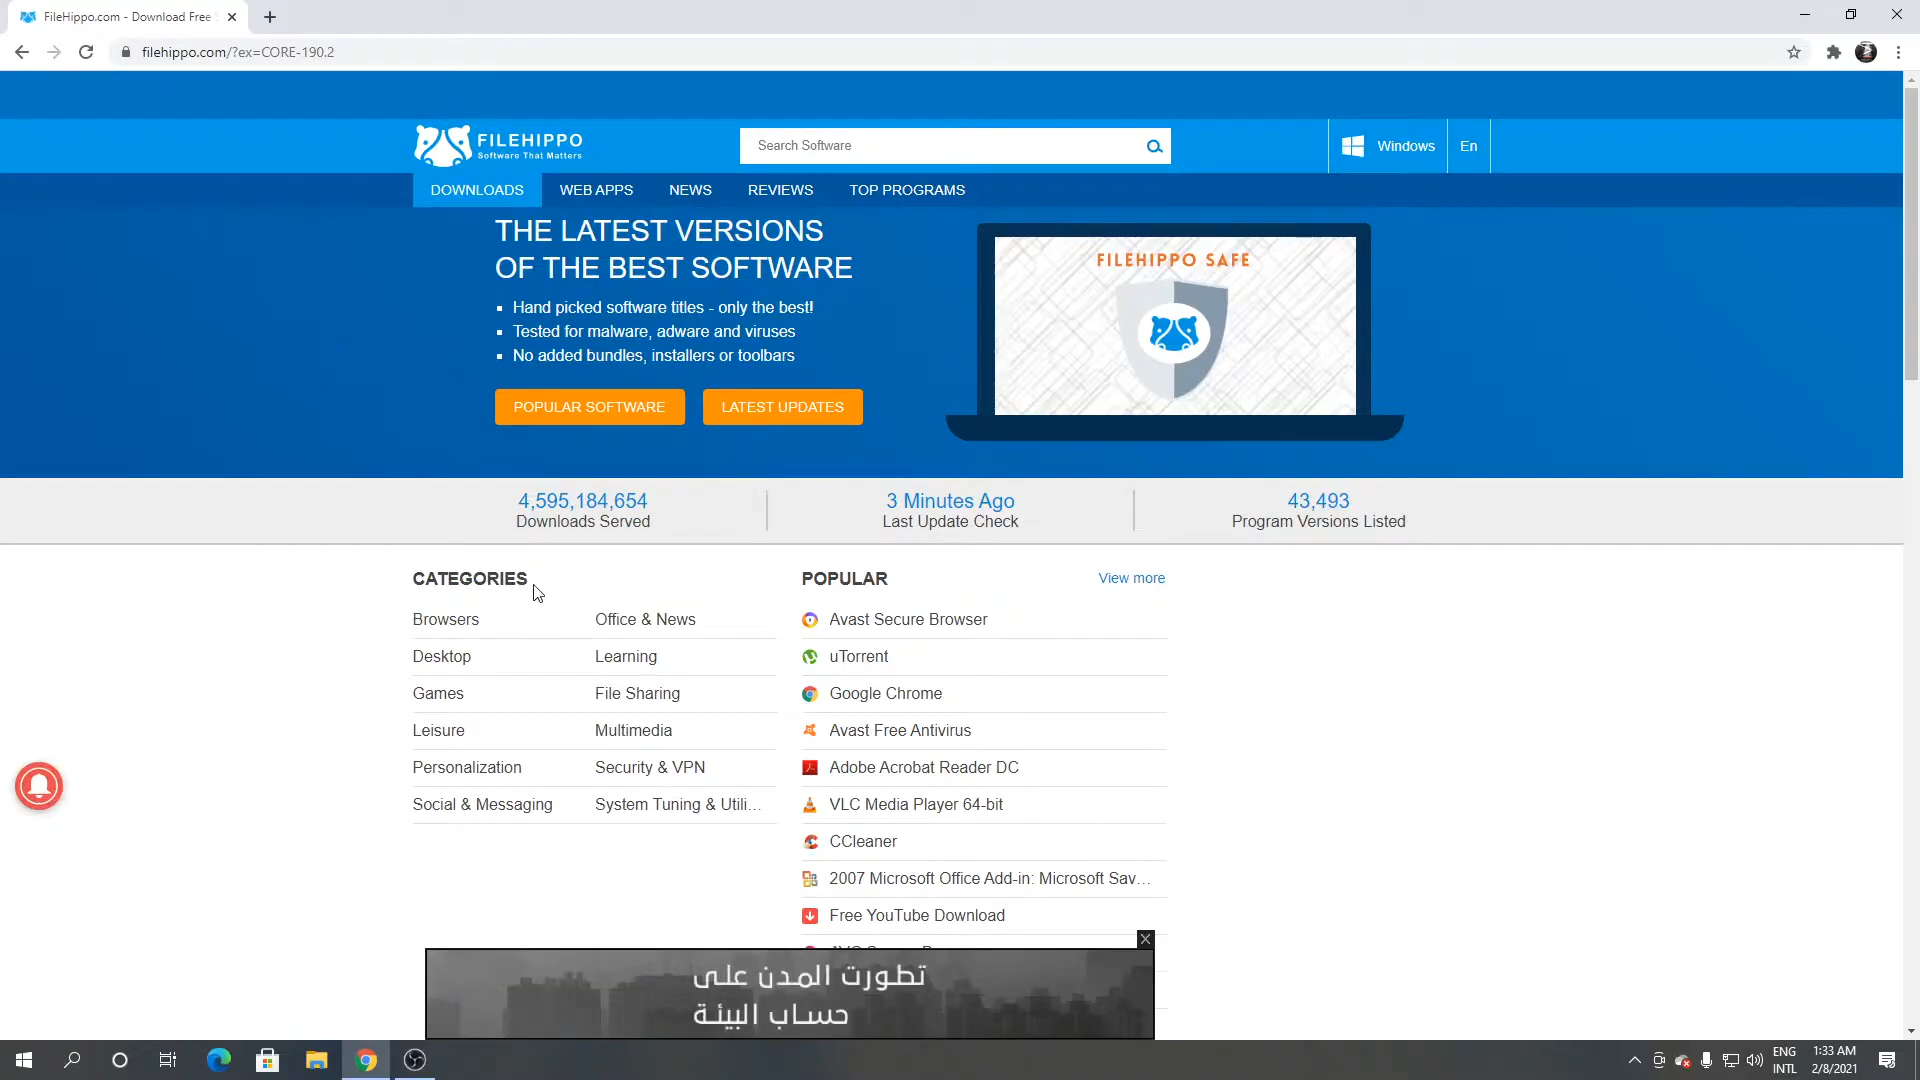 FileHippo.com - Download Free
filehippo.com/?ex=CORE-190.2
FILEHIPPO
Software That Matters
Search Software
Windows
En
DOWNLOADS
WEB APPS
NEWS
REVIEWS
TOP PROGRAMS
THE LATEST VERSIONS
OF THE BEST SOFTWARE
Hand picked software titles - only the best!
Tested for malware, adware and viruses
No added bundles, installers or toolbars
POPULAR SOFTWARE
LATEST UPDATES
FILEHIPPO SAFE
4,595,184,654
Downloads Served
3 Minutes Ago
Last Update Check
43,493
Program Versions Listed
CATEGORIES
Browsers
Office & News
Desktop
Learning
Games
File Sharing
Leisure
Multimedia
Personalization
Security & VPN
Social & Messaging
System Tuning & Utili...
POPULAR
View more
Avast Secure Browser
uTorrent
Google Chrome
Avast Free Antivirus
Adobe Acrobat Reader DC
VLC Media Player 64-bit
CCleaner
2007 Microsoft Office Add-in: Microsoft Sav...
Free YouTube Download
تطورت المدن على
حساب البيئة
ENG
INTL
1:33 AM
2/8/2021